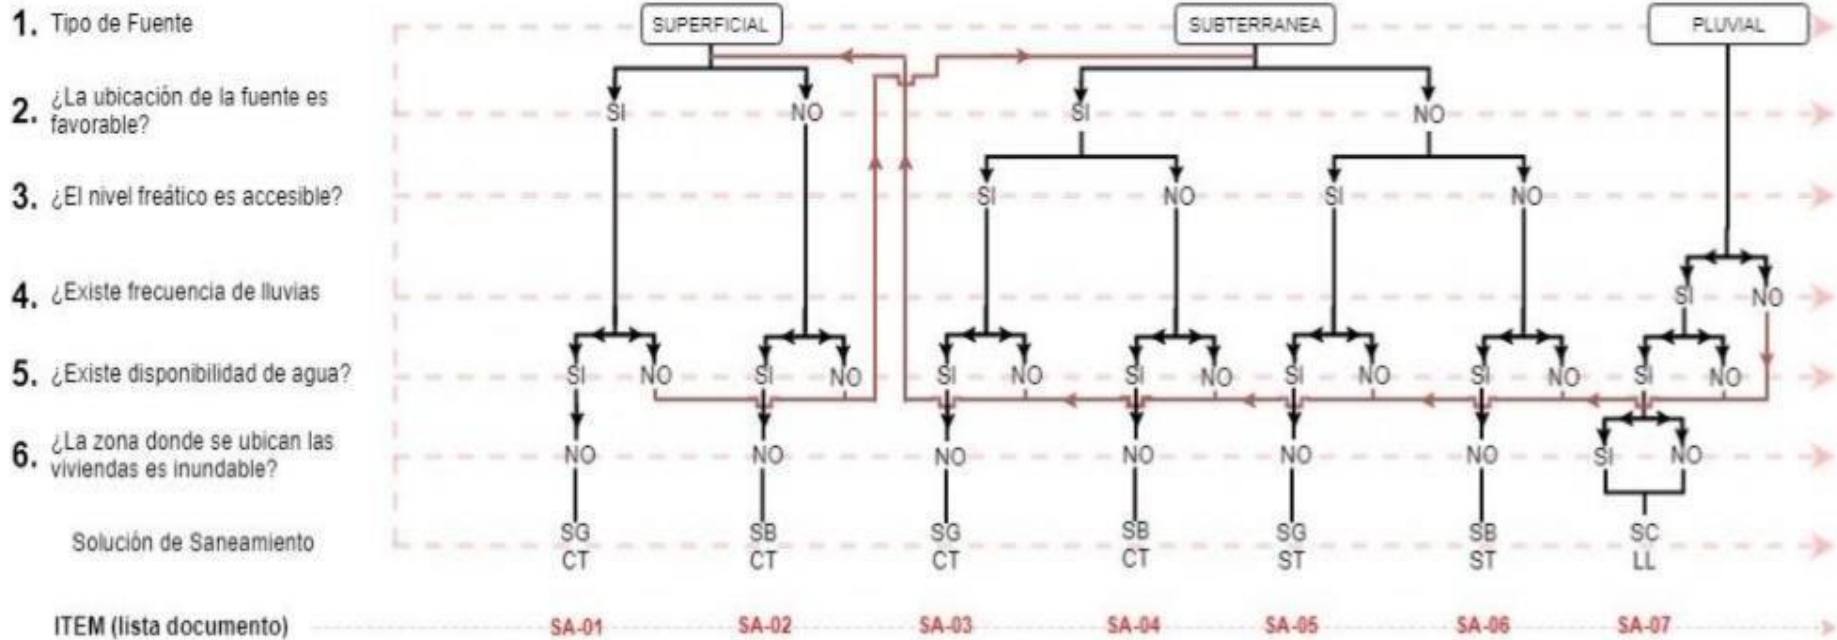 1. Tipo de Fuente SUPERFICIAL SUBTERRANEA PLUVIAL
2. ¿La ubicación de la fuente es
favorable?
SI NO SI NO
3. ¿El nivel freático es accesible? SI NO SI NO
4. ¿Existe frecuencia de lluvias SI NO
5. ¿Existe disponibilidad de agua? SI NO SI NO SI NO SI NO SI NO SI NO SI NO
6. ¿La zona donde se ubican las
viviendas es inundable?
NO NO NO NO NO NO SI NO
Solución de Saneamiento
SG SB SG SB SG SB SC
CT CT CT CT ST ST LL
ITEM (lista documento) SA-01 SA-02 SA-03 SA-04 SA-05 SA-06 SA-07